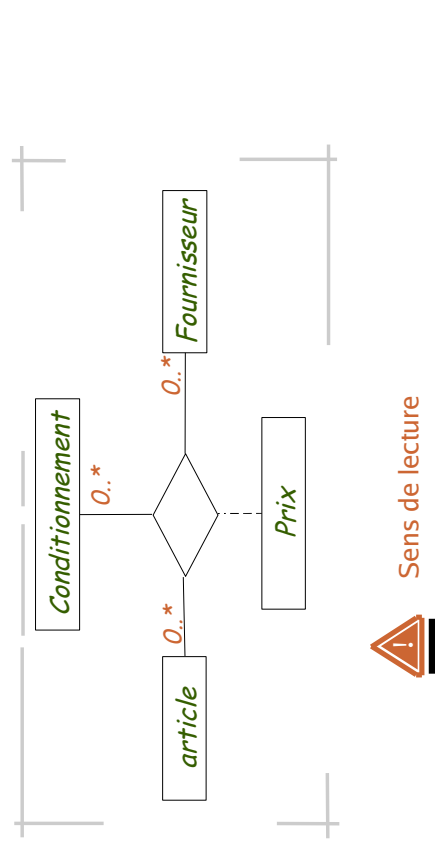 Conditionnement
0..*
article
0..*
0..*
Fournisseur
Prix
! Sens de lecture